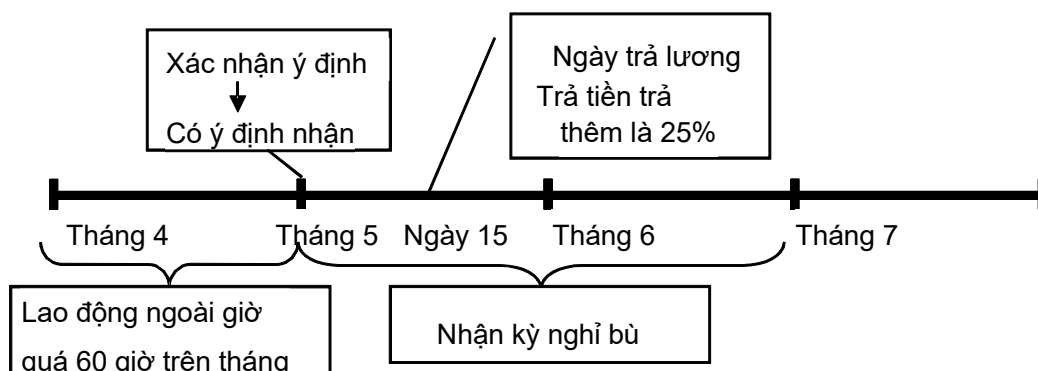 Xác nhận ý định
Có ý định nhận
Ngày trả lương
Trả tiền trả
thêm là 25%
Tháng 4
Tháng 5
Ngày 15
Tháng 6
Tháng 7
Lao động ngoài giờ
quá 60 giờ trên tháng
Nhận kỳ nghỉ bù